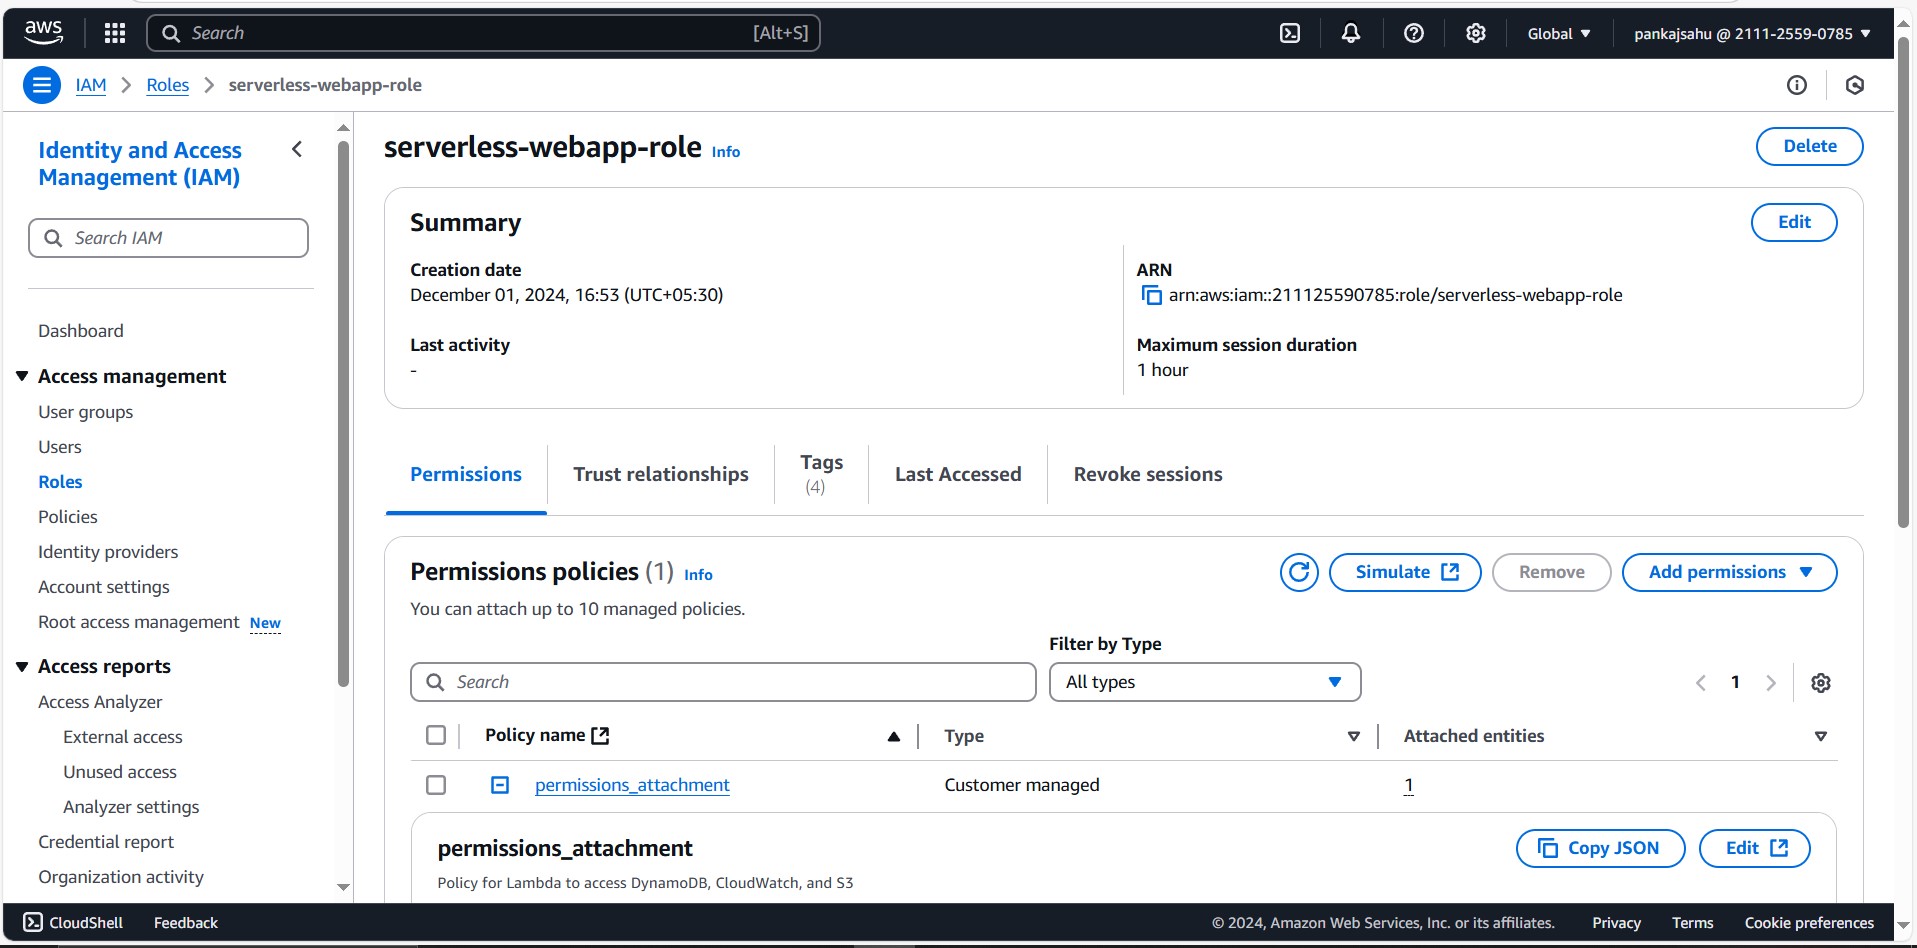 aws
Search [Alt+S]
Global
pankajsahu @ 2111-2559-0785
IAM > Roles > serverless-webapp-role
Identity and Access
Management (IAM)
Search IAM
Dashboard
Access management
User groups
Users
Roles
Policies
Identity providers
Account settings
Root access management New
Access reports
Access Analyzer
External access
Unused access
Analyzer settings
Credential report
Organization activity
serverless-webapp-role Info
Delete
Summary
Edit
Creation date
December 01, 2024, 16:53 (UTC+05:30)
ARN
arn:aws:iam::211125590785:role/serverless-webapp-role
Last activity
-
Maximum session duration
1 hour
Permissions
Trust relationships
Tags
(4)
Last Accessed
Revoke sessions
Permissions policies (1) Info
Simulate
Remove
Add permissions
You can attach up to 10 managed policies.
Filter by Type
Search
All types
1
Policy name
Type
Attached entities
permissions_attachment
Customer managed
1
permissions_attachment
Copy JSON
Edit
Policy for Lambda to access DynamoDB, CloudWatch, and S3
CloudShell
Feedback
© 2024, Amazon Web Services, Inc. or its affiliates.
Privacy
Terms
Cookie preferences